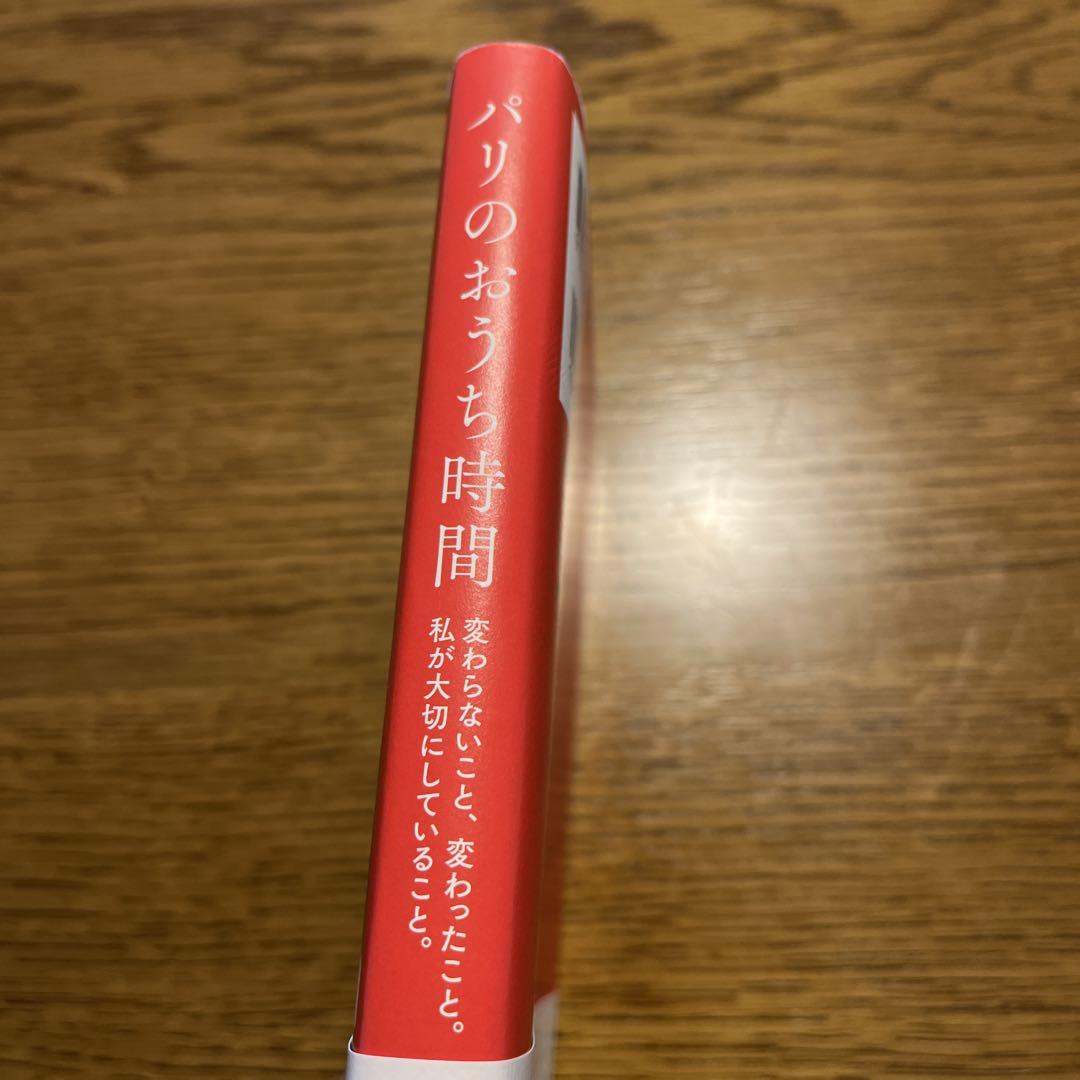 パリのおうち時間
変わらないこと、変わったこと。
私が大切にしていること。